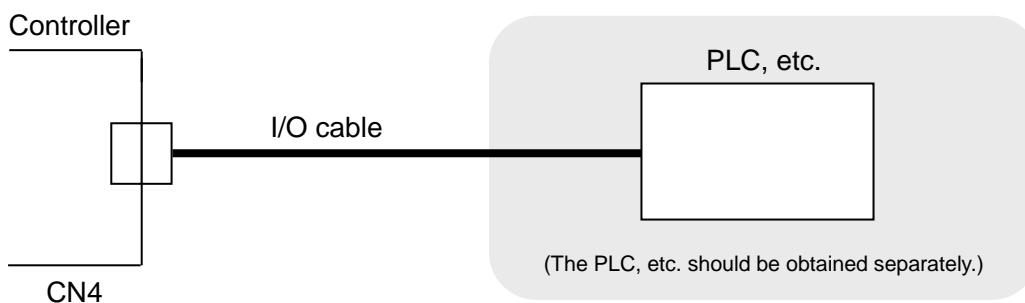 Controller
PLC, etc.
I/O cable
(The PLC, etc. should be obtained separately.)
CN4